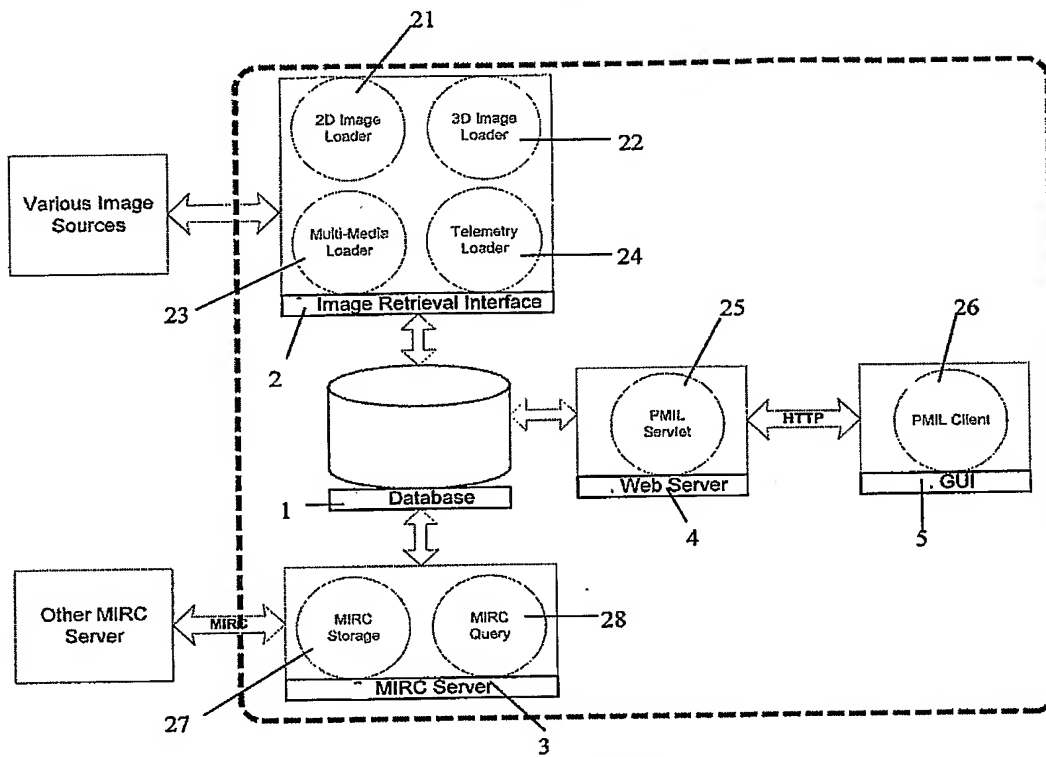 21
2D Image
Loader
3D Image
Loader
22
Various Image
Sources
Multi-Media
Loader
Telemetry
Loader
23
24
Image Retrieval Interface
2
25
26
PMIL
Servlet
HTTP
PMIL Client
Web Server
GUI
1
Database
4
5
Other MIRC
Server
MIRC
MIRC
Storage
MIRC
Query
28
MIRC Server
27
3